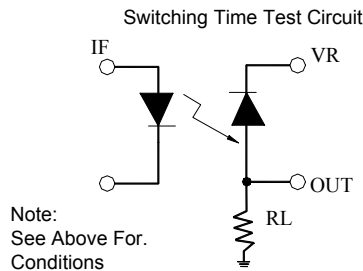 Switching Time Test Circuit
IF
VR
OUT
RL
Note:
See Above For.
Conditions